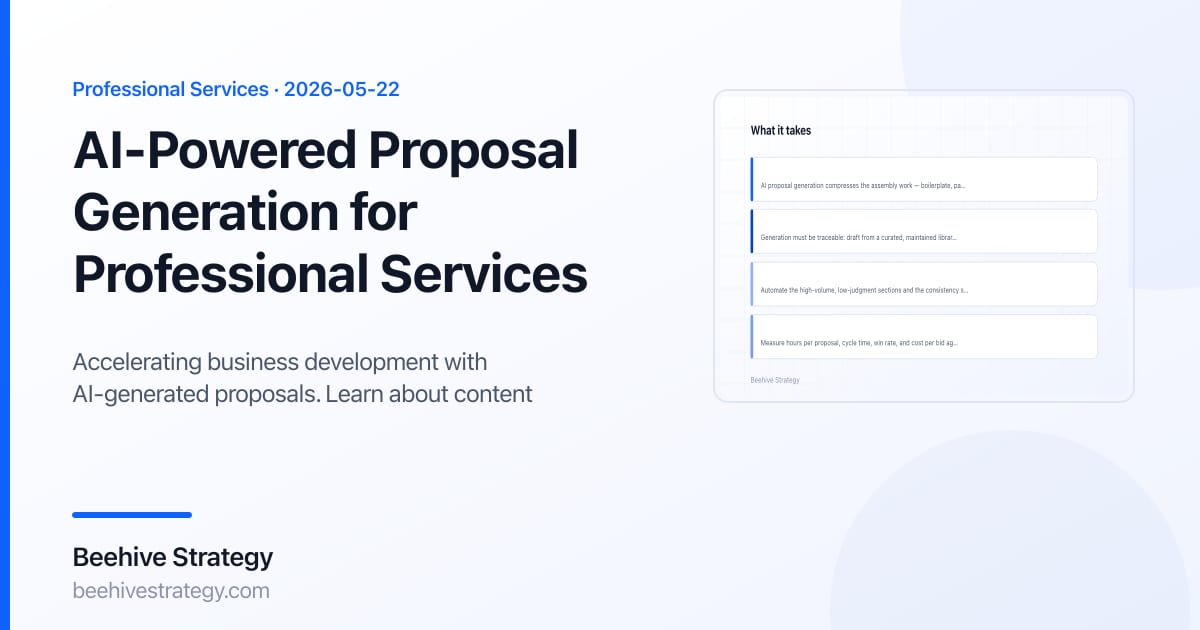 Professional Services · 2026-05-22
AI-Powered Proposal
Generation for
Professional Services
Accelerating business development with
AI-generated proposals. Learn about content
Beehive Strategy
beehivestrategy.com
What it takes
AI proposal generation compresses the assembly work — boilerplate, pa...
Generation must be traceable: draft from a curated, maintained librar...
Automate the high-volume, low-judgment sections and the consistency s...
Measure hours per proposal, cycle time, win rate, and cost per bid ag...
Beehive Strategy